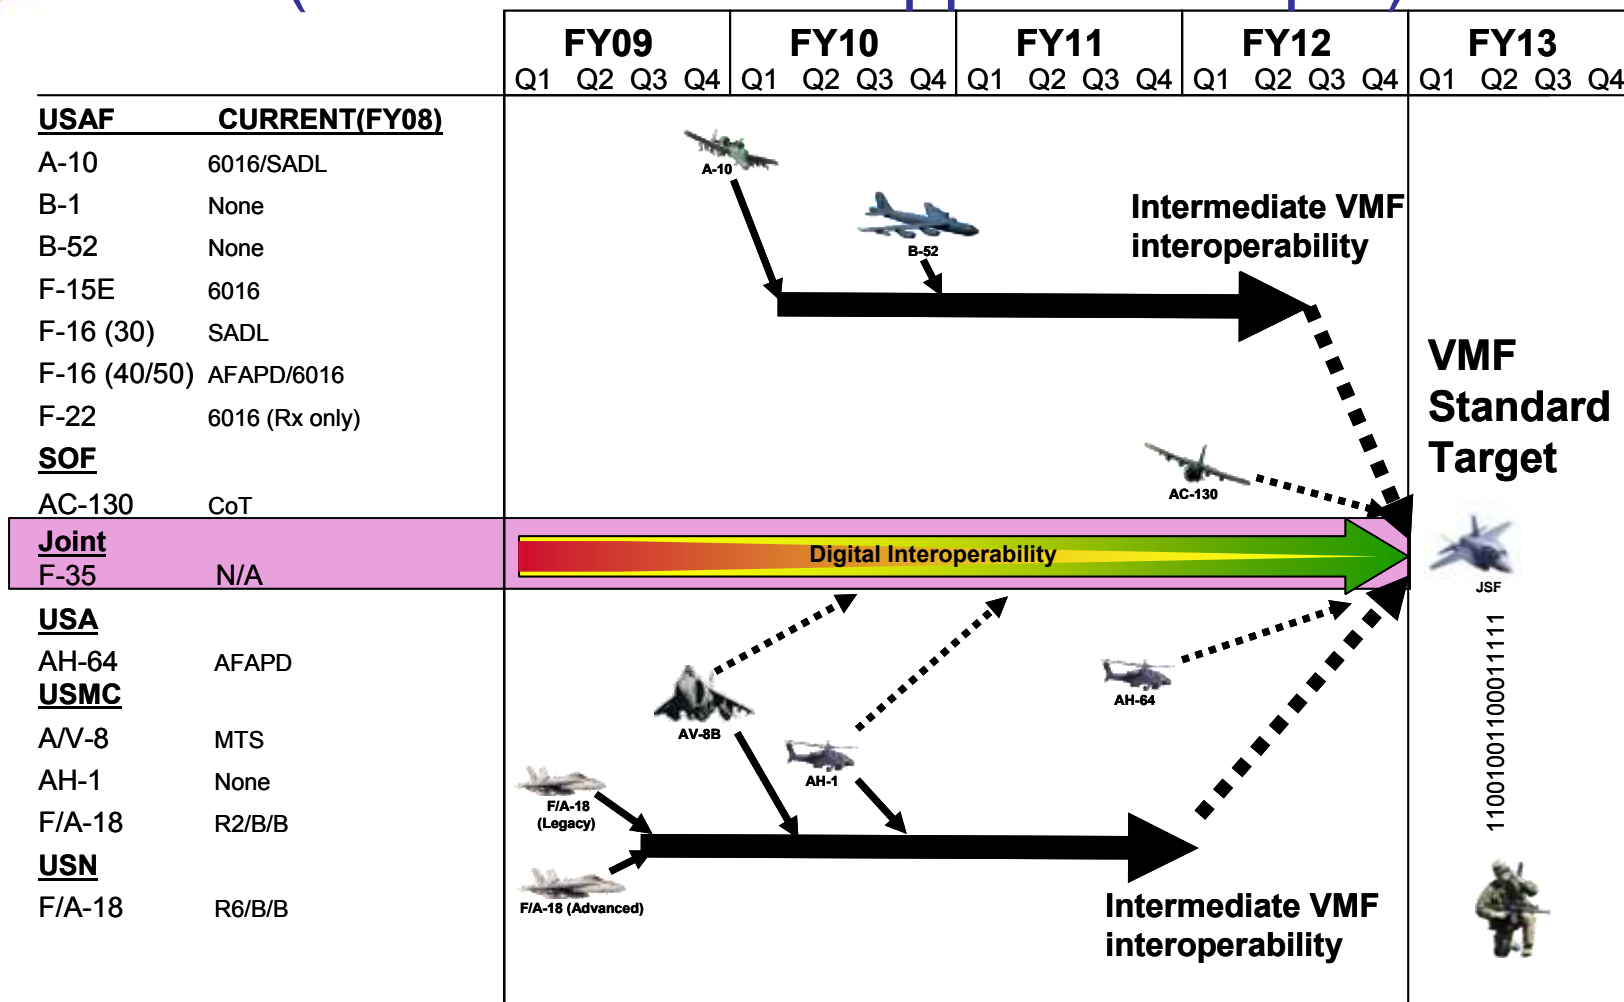 FY09 FY10 FY11 FY12 FY13
Q1 Q2 Q3 Q4 Q1 Q2 Q3 Q4 Q1 Q2 Q3 Q4 Q1 Q2 Q3 Q4 Q1 Q2 Q3 Q4
USAF CURRENT(FY08)
A-10 6016/SADL
B-1 None
B-52 None
F-15E 6016
F-16 (30) SADL
F-16 (40/50) AFAPD/6016
F-22 6016 (Rx only)
SOF
AC-130 CoT
Joint
F-35 N/A
USA
AH-64 AFAPD
USMC
A/V-8 MTS
AH-1 None
F/A-18 R2/B/B
USN
F/A-18 R6/B/B
A-10
B-52
Intermediate VMF
interoperability
AC-130
Digital Interoperability
AV-8B
AH-1
AH-64
F/A-18
(Legacy)
F/A-18 (Advanced)
Intermediate VMF
interoperability
VMF
Standard
Target
JSF
110010011000111111